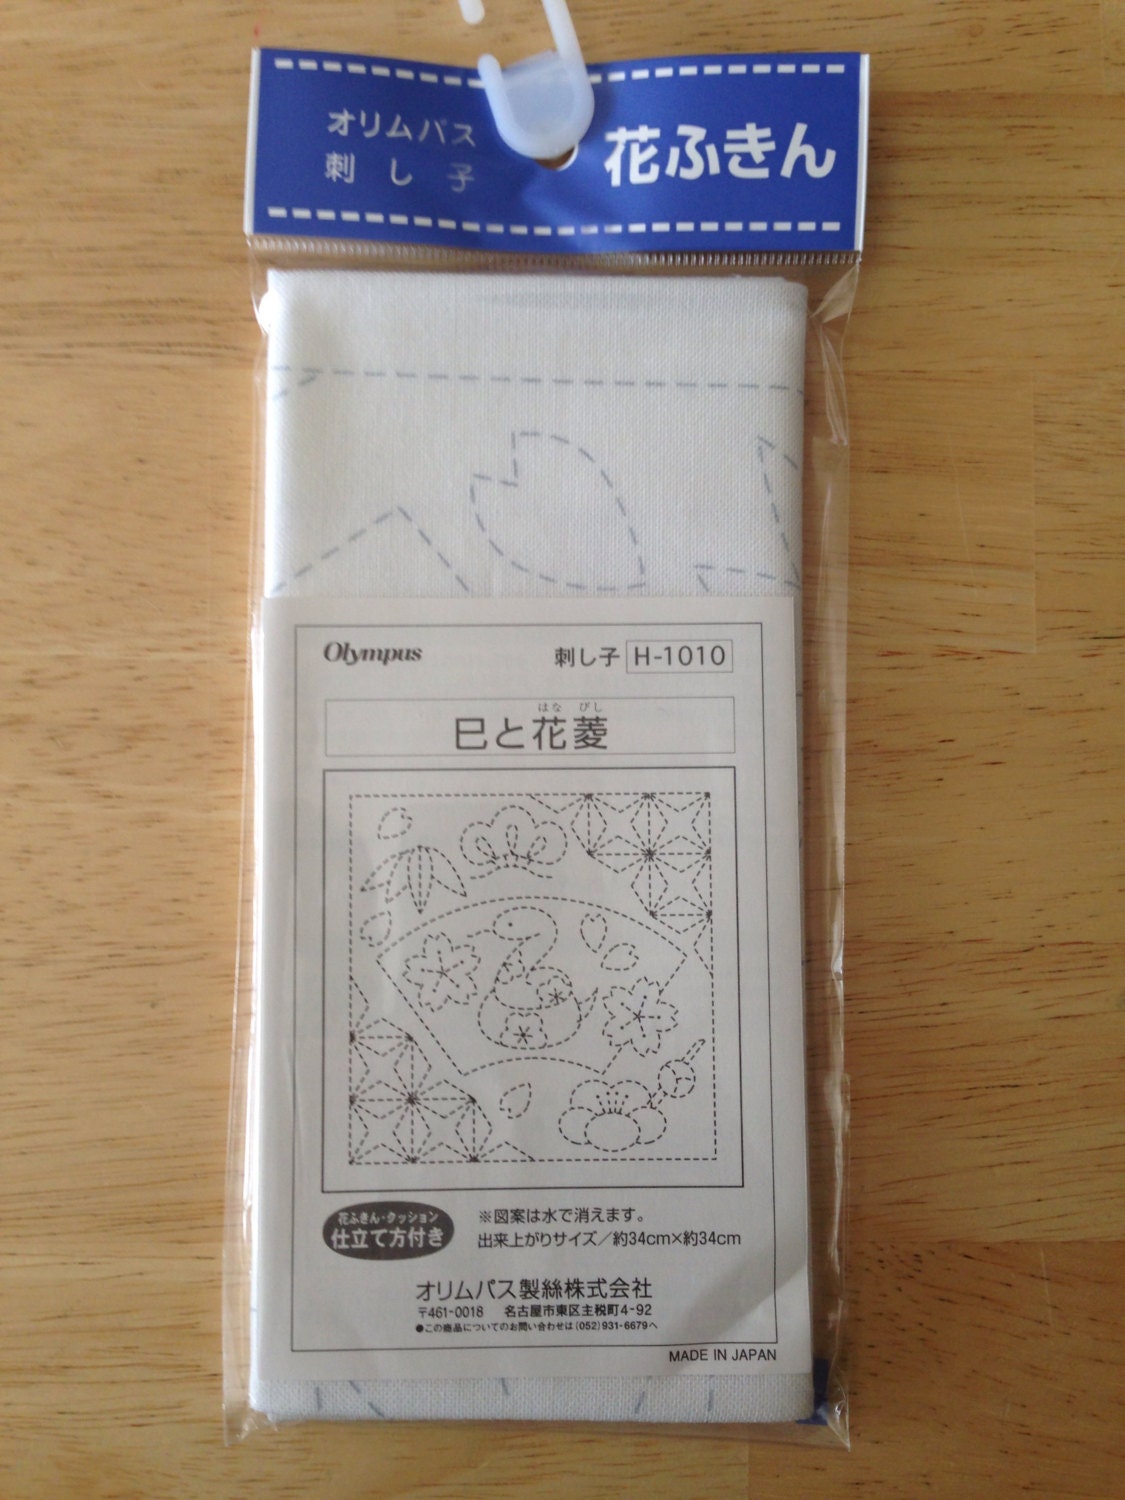 オリムパス
刺し子
花ふきん
Olympus
刺し子 H-1010
はな びし
巳と花菱
花ふきん・クッション
仕立て方付き
※図案は水で消えます。
出来上がりサイズ／約34cm×約34cm
オリムパス製絲株式会社
〒461-0018 名古屋市東区主税町4-92
●この商品についてのお問い合わせは(052)931-6679へ
MADE IN JAPAN